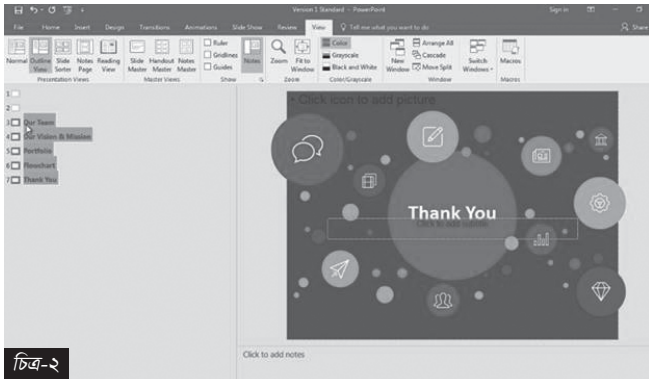 Version 1 Standard - PowerPoint
Sign in
File Home Insert Design Transitions Animations Slide Show Review View Tell me what you want to do Share
Normal Outline View Slide Sorter Notes Page Reading View
Presentation Views
Slide Master Handout Master Notes Master
Master Views
Ruler
Gridlines
Guides
Show
Notes
Zoom Fit to Window
Zoom
Color
Grayscale
Black and White
Color/Grayscale
New Window
Arrange All
Cascade
Move Split
Switch Windows
Window
Macros
Macros
1
2
3 Our Team
4 Our Vision & Mission
5 Portfolio
6 Flowchart
7 Thank You
• Click icon to add picture
Thank You
Click to add subtitle
Click to add notes
চিত্র-২